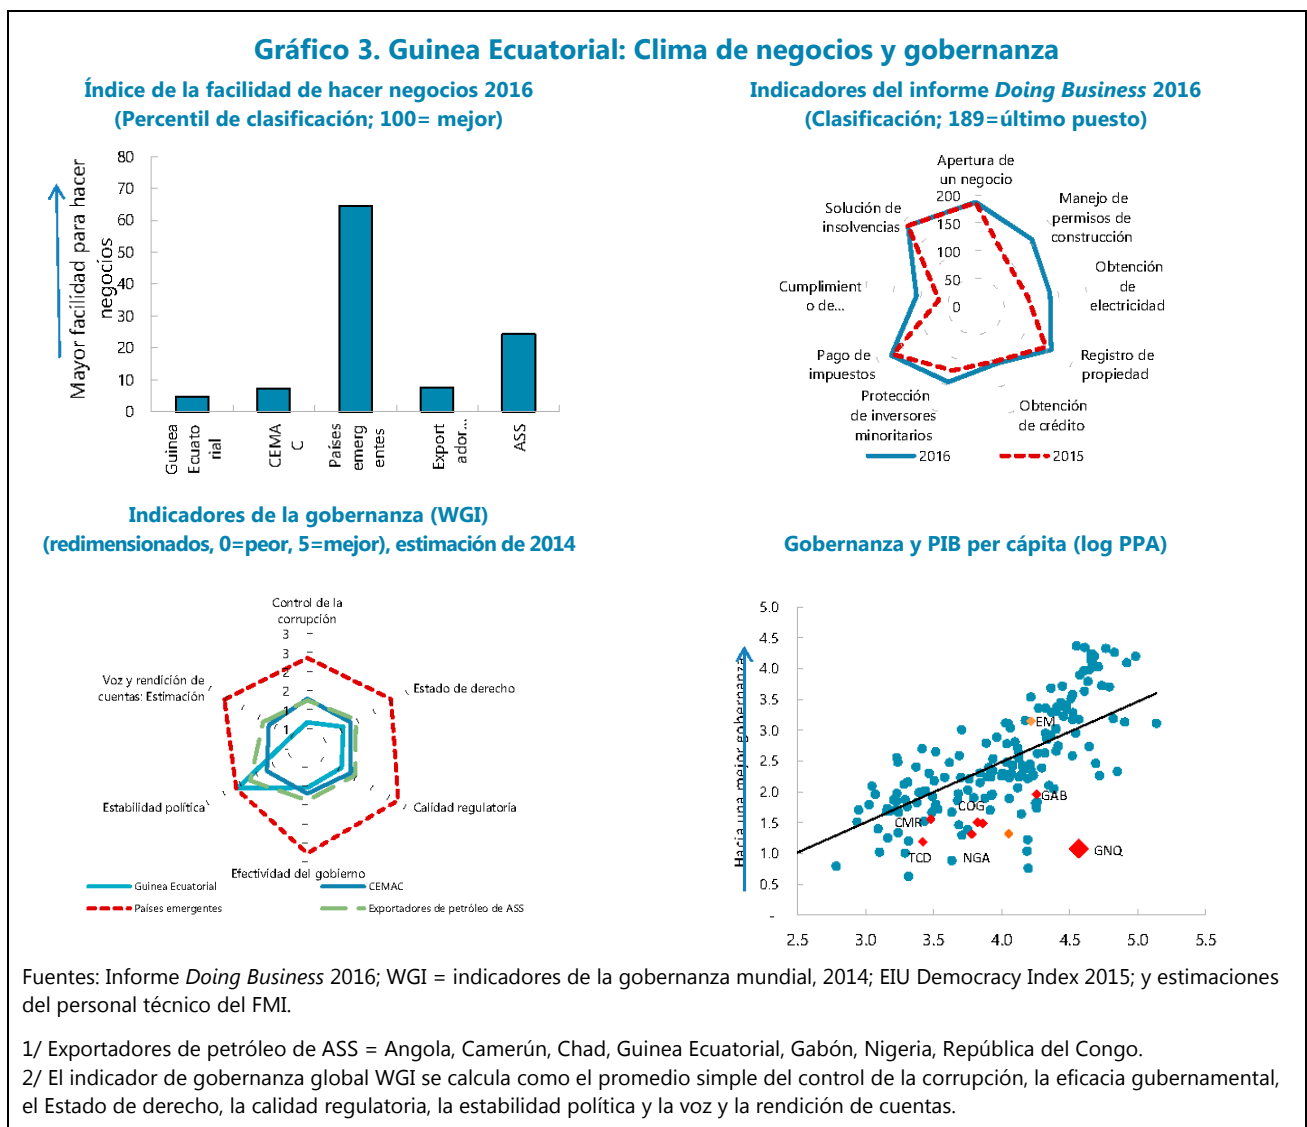 Gráfico 3. Guinea Ecuatorial: Clima de negocios y gobernanza
Índice de la facilidad de hacer negocios 2016
(Percentil de clasificación; 100= mejor)
Mayor facilidad para hacer
negocios
80
70
60
50
40
30
20
10
0
Guinea
Ecuato
rial
CEMA
C
Países
emerg
entes
Export
ador...
ASS
Indicadores del informe Doing Business 2016
(Clasificación; 189=último puesto)
Apertura de
un negocio
Manejo de
permisos de
construcción
Obtención
de
electricidad
Registro de
propiedad
Obtención
de crédito
Protección
de inversores
minoritarios
Pago de
impuestos
Cumplimient
o de...
Solución de
insolvencias
200
150
100
50
0
2016
2015
Indicadores de la gobernanza (WGI)
(redimensionados, 0=peor, 5=mejor), estimación de 2014
Control de la
corrupción
3
3
2
2
1
1
Estado de derecho
Calidad regulatoria
Efectividad del gobierno
Estabilidad política
Voz y rendición de
cuentas: Estimación
Guinea Ecuatorial
CEMAC
Países emergentes
Exportadores de petróleo de ASS
Gobernanza y PIB per cápita (log PPA)
Hacia una mejor gobernanza
5.0
4.5
4.0
3.5
3.0
2.5
2.0
1.5
1.0
0.5
-
2.5
3.0
3.5
4.0
4.5
5.0
5.5
EM
GAB
COG
CMR
TCD
NGA
GNQ
Fuentes: Informe Doing Business 2016; WGI = indicadores de la gobernanza mundial, 2014; EIU Democracy Index 2015; y estimaciones
del personal técnico del FMI.
1/ Exportadores de petróleo de ASS = Angola, Camerún, Chad, Guinea Ecuatorial, Gabón, Nigeria, República del Congo.
2/ El indicador de gobernanza global WGI se calcula como el promedio simple del control de la corrupción, la eficacia gubernamental,
el Estado de derecho, la calidad regulatoria, la estabilidad política y la voz y la rendición de cuentas.